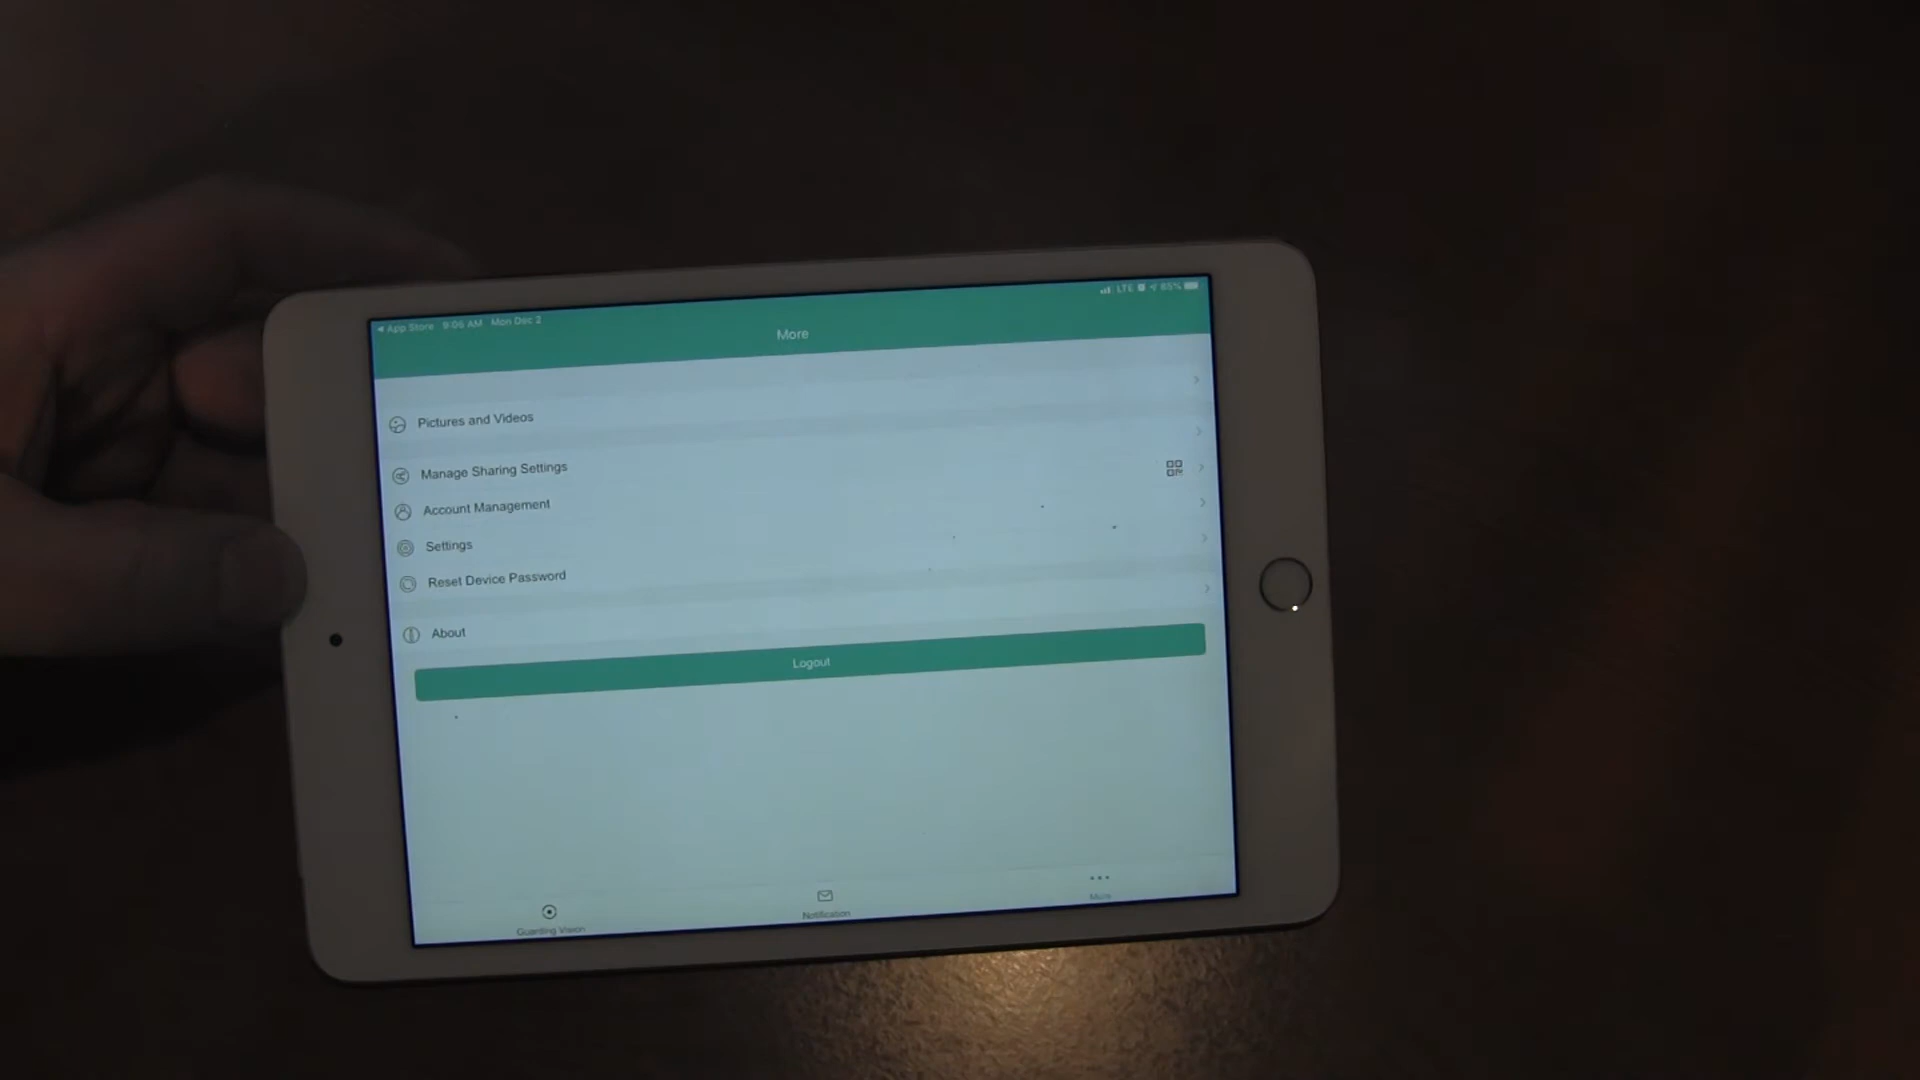 App Store 9:06 AM Mon Dec 2
LTE 65%
More
Pictures and Videos
Manage Sharing Settings
Account Management
Settings
Reset Device Password
About
Logout
Guarding Vision
Notification
More